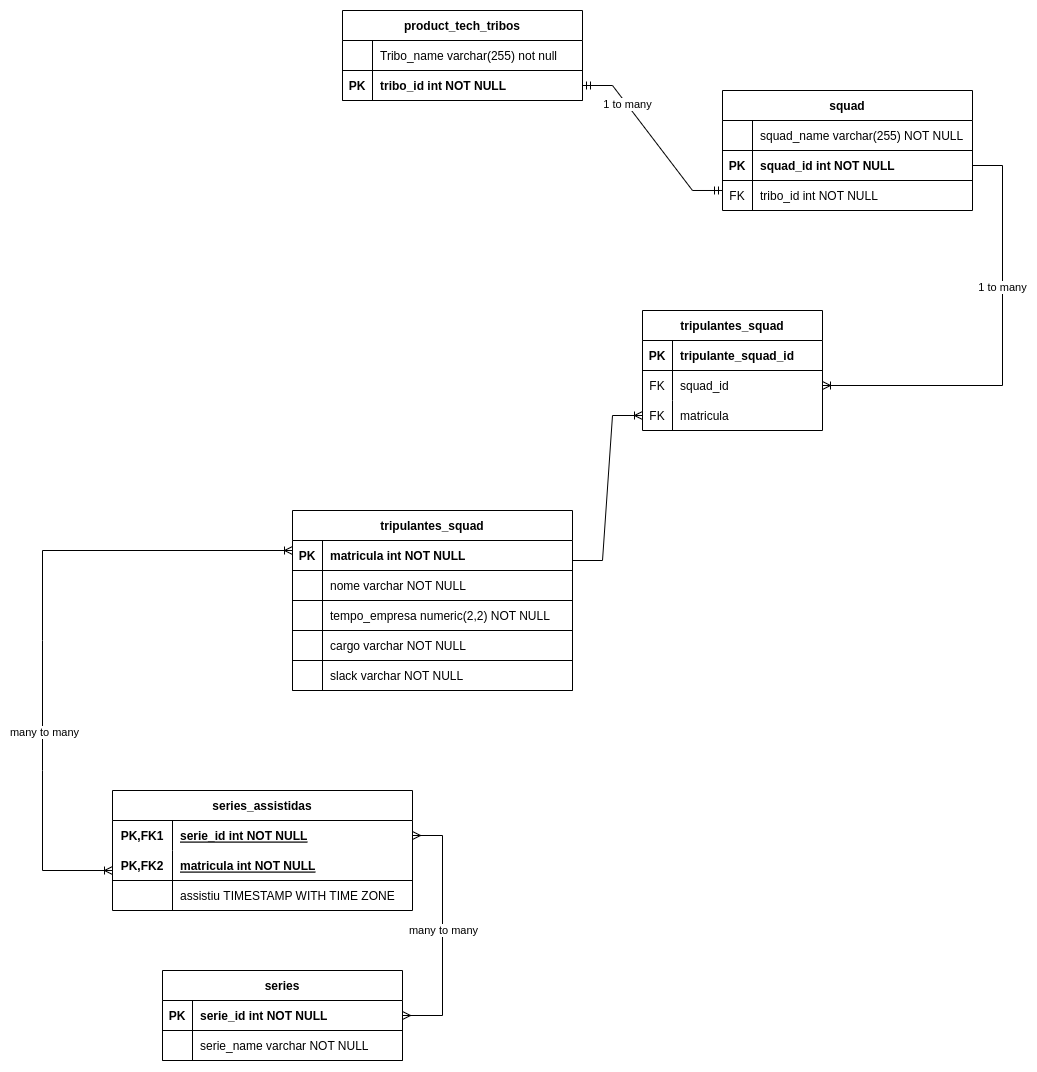 product_tech_tribos
Tribo_name varchar(255) not null
PK tribo_id int NOT NULL
1 to many
squad
squad_name varchar(255) NOT NULL
PK squad_id int NOT NULL
FK tribo_id int NOT NULL
1 to many
tripulantes_squad
PK tripulante_squad_id
FK squad_id
FK matricula
tripulantes_squad
PK matricula int NOT NULL
nome varchar NOT NULL
tempo_empresa numeric(2,2) NOT NULL
cargo varchar NOT NULL
slack varchar NOT NULL
many to many
series_assistidas
PK,FK1 serie_id int NOT NULL
PK,FK2 matricula int NOT NULL
assistiu TIMESTAMP WITH TIME ZONE
many to many
series
PK serie_id int NOT NULL
serie_name varchar NOT NULL